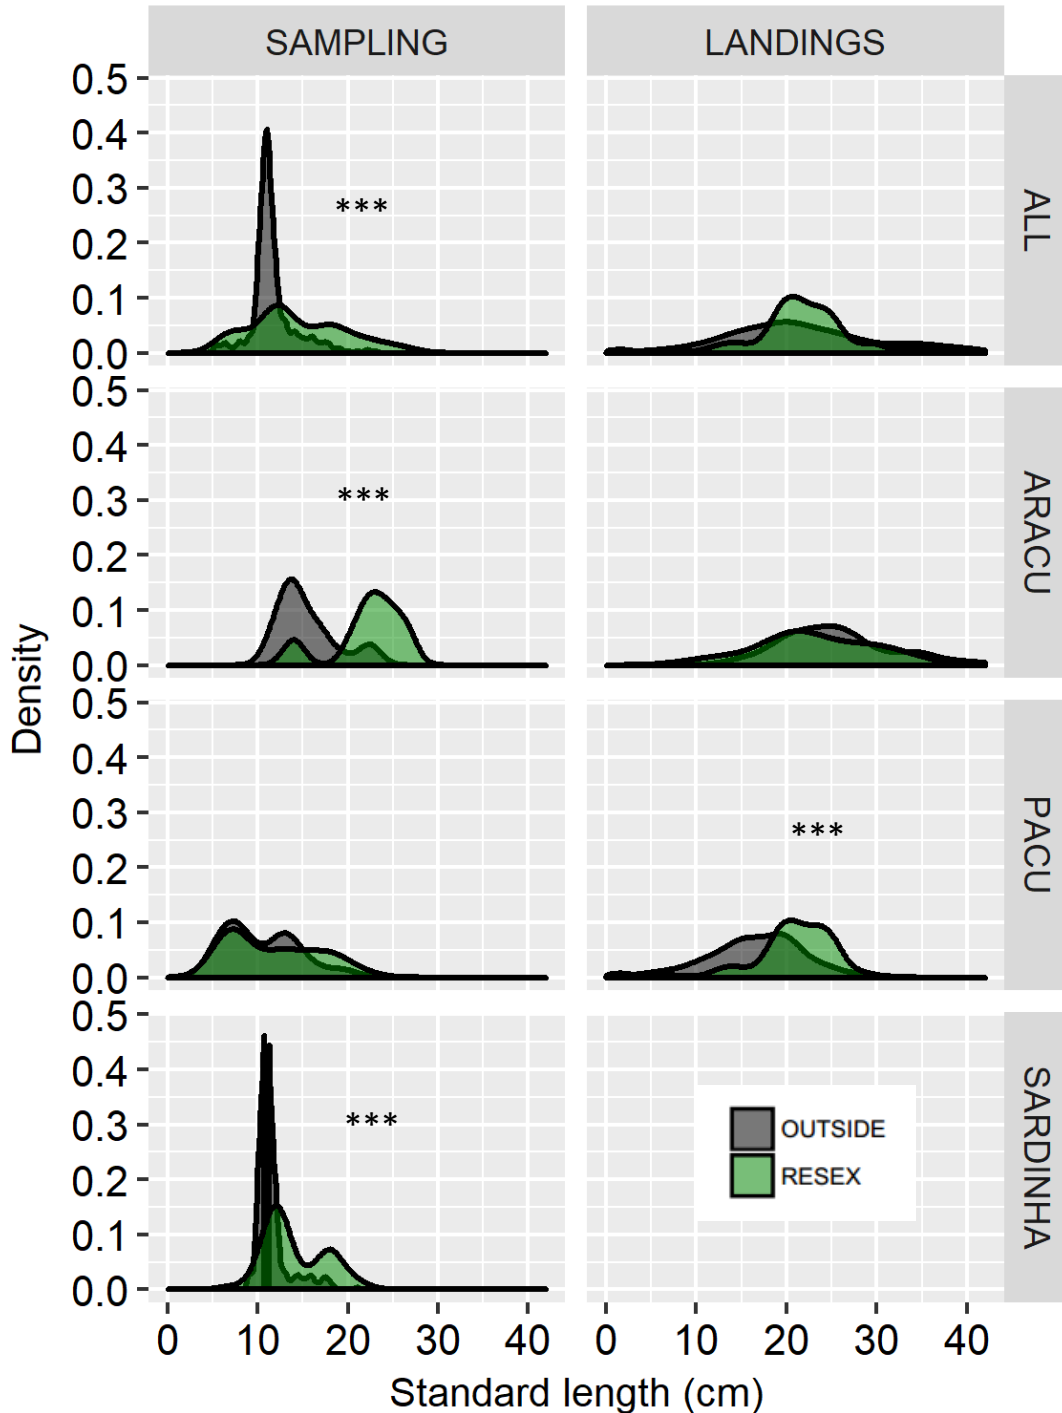 SAMPLING LANDINGS
0.5
0.4
0.3
0.2
0.1
0.0
***
ALL
0.5
0.4
0.3
0.2
0.1
0.0
***
ARACU
0.5
0.4
0.3
0.2
0.1
0.0
***
PACU
0.5
0.4
0.3
0.2
0.1
0.0
***
OUTSIDE
RESEX
SARDINHA
Density
0 10 20 30 40 0 10 20 30 40
Standard length (cm)